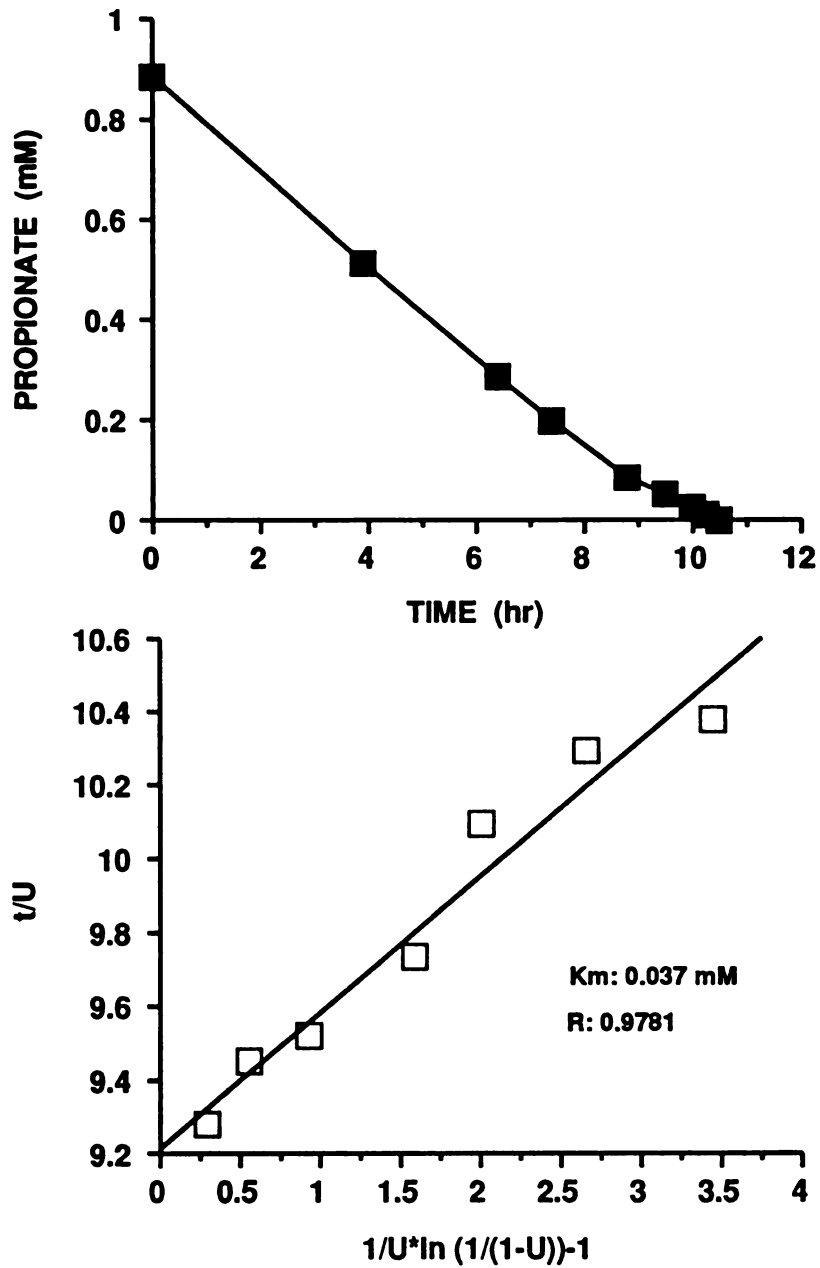 1
0.8
0.6
0.4
0.2
0
PROPIONATE (mM)
0 2 4 6 8 10 12
TIME (hr)
10.6
10.4
10.2
10
9.8
9.6
9.4
9.2
t/U
Km: 0.037 mM
R: 0.9781
0 0.5 1 1.5 2 2.5 3 3.5 4
1/U*ln (1/(1-U))-1